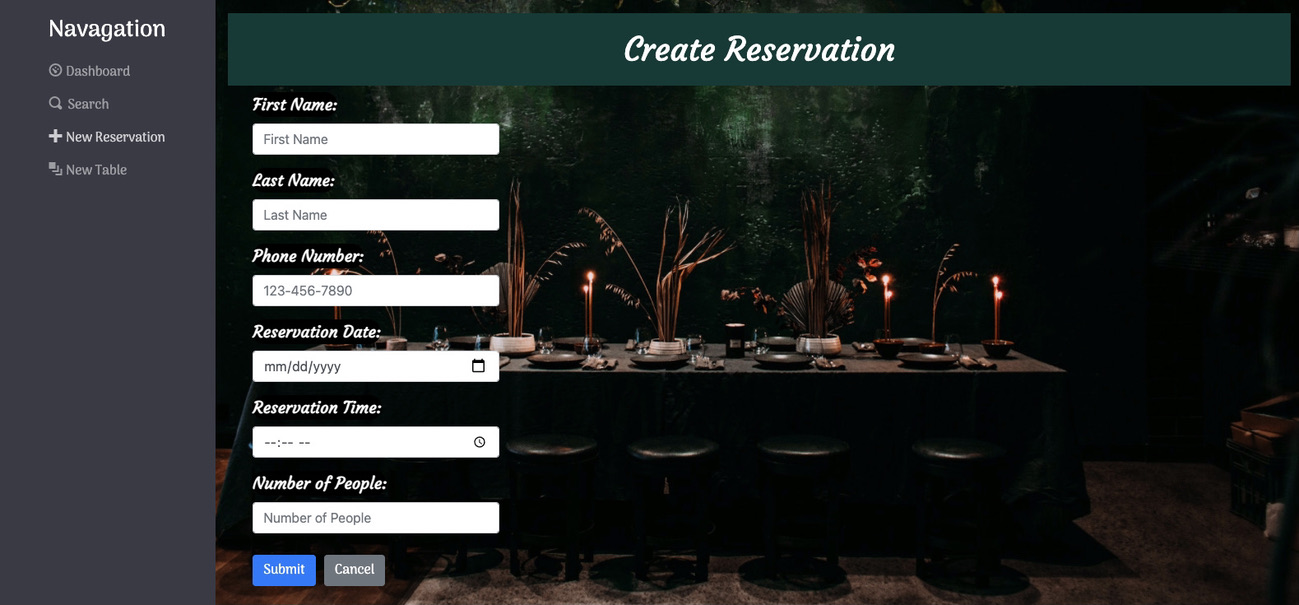 Navagation
Dashboard
Search
New Reservation
New Table
Create Reservation
First Name:
First Name
Last Name:
Last Name
Phone Number:
123-456-7890
Reservation Date:
mm/dd/yyyy
Reservation Time:
--:-- --
Number of People:
Number of People
Submit Cancel